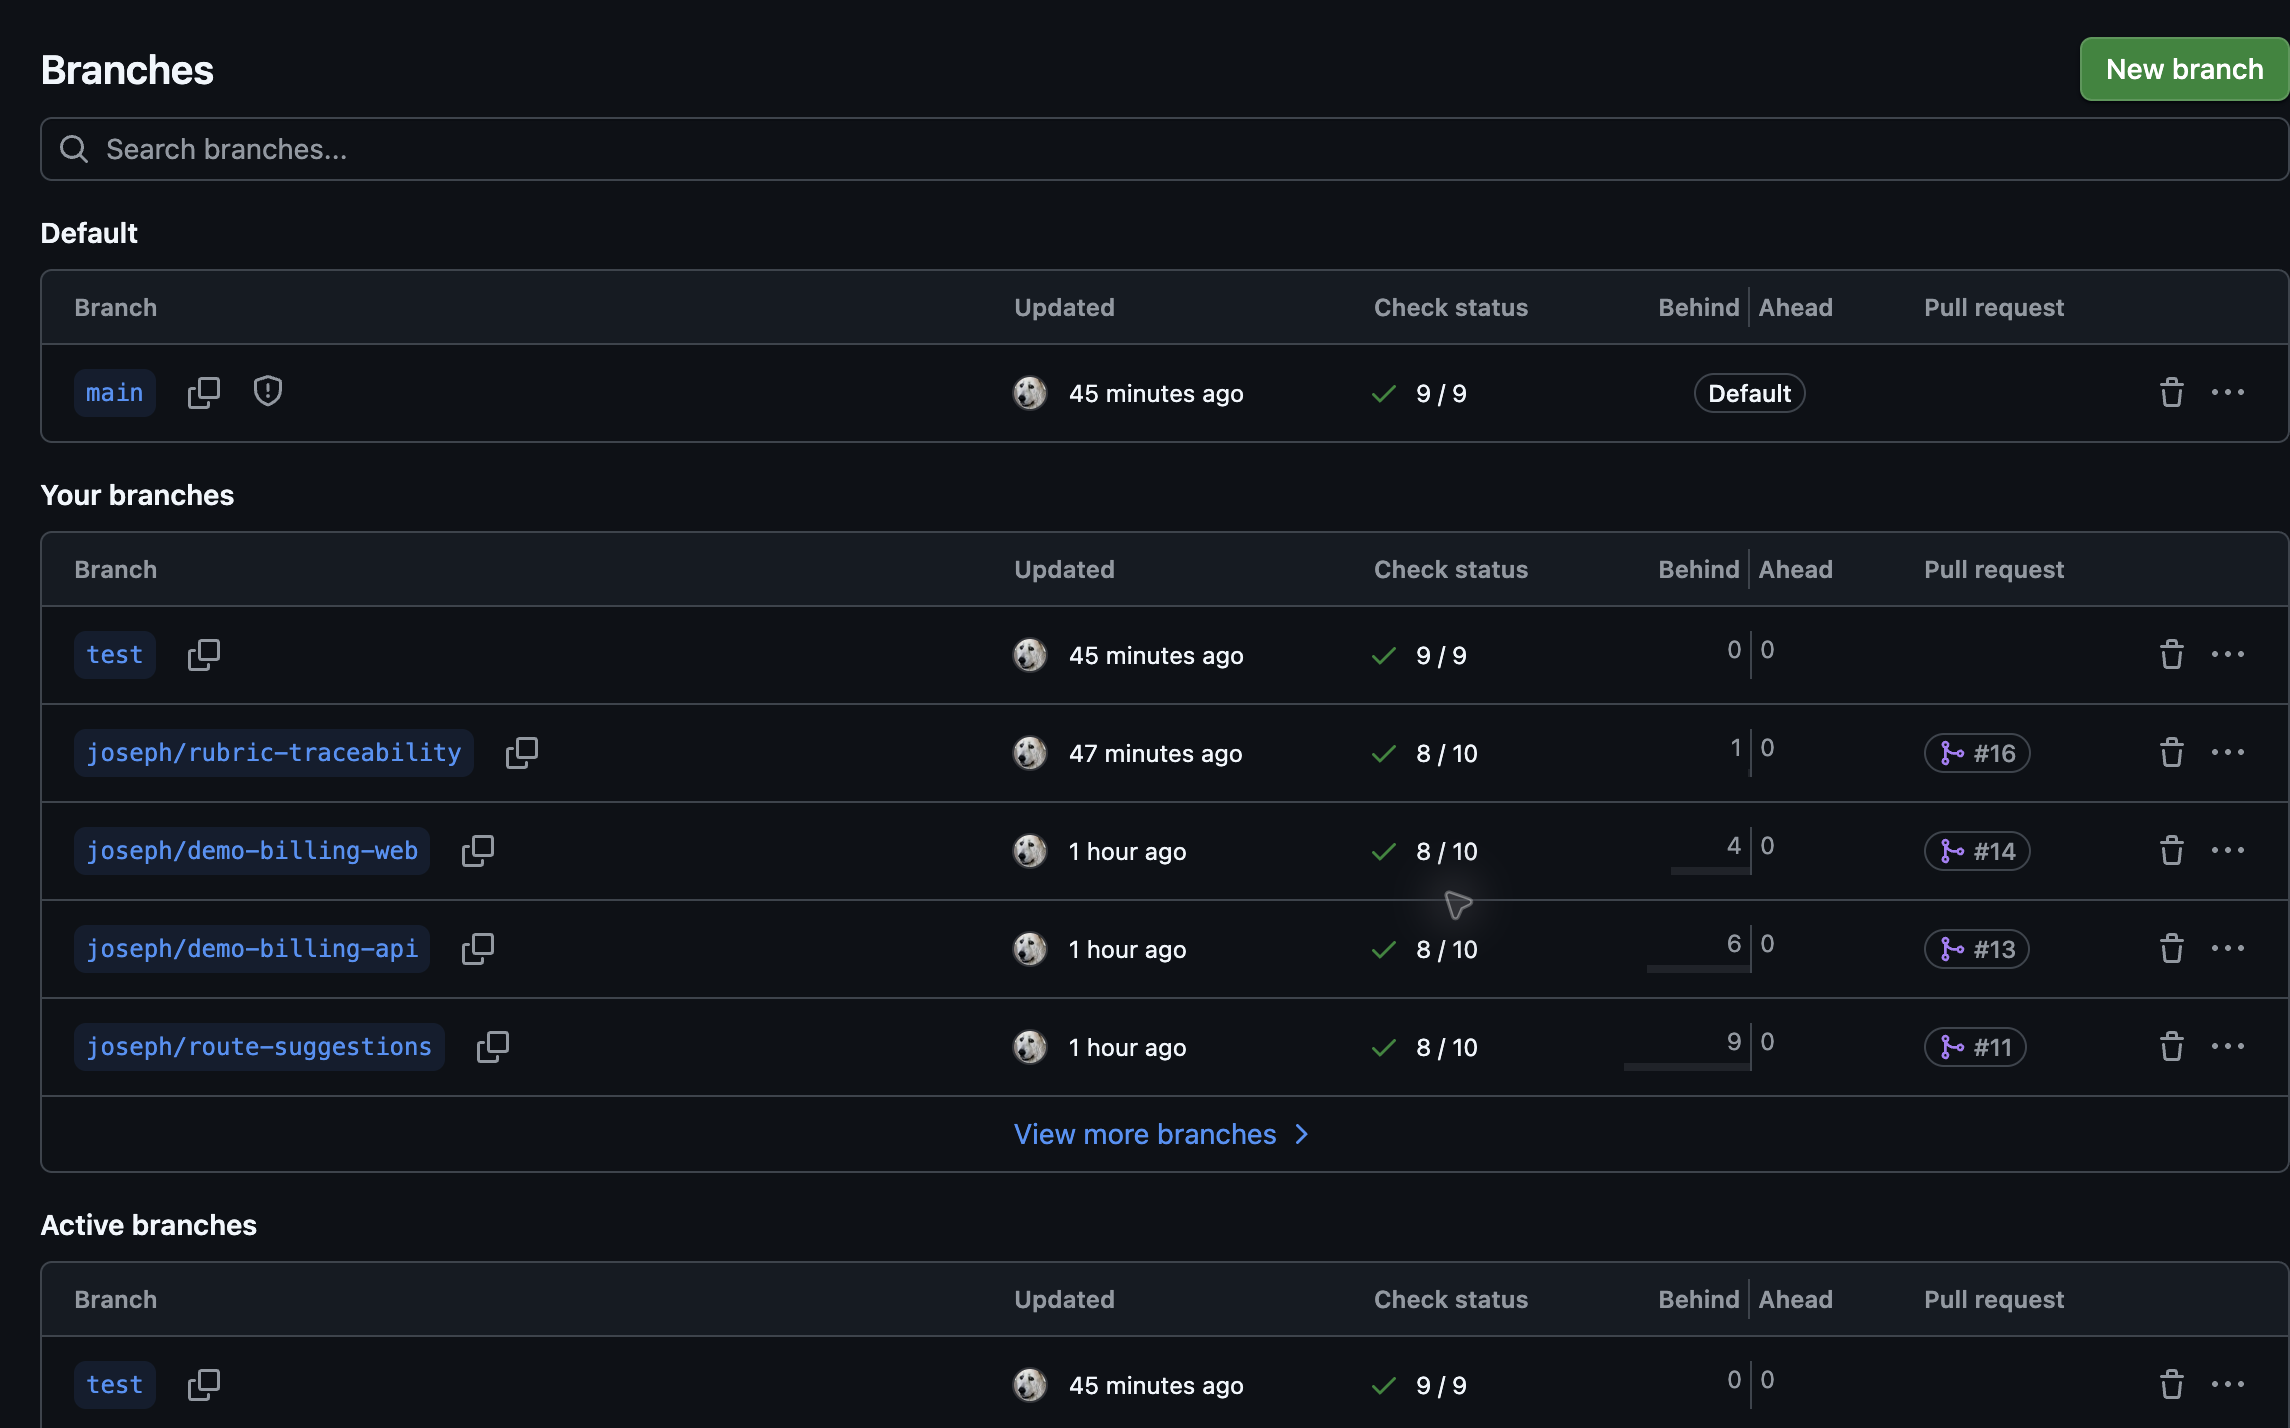 Branches
New branch
Search branches...
Default
Branch Updated Check status Behind Ahead Pull request
main 45 minutes ago 9 / 9 Default
Your branches
Branch Updated Check status Behind Ahead Pull request
test 45 minutes ago 9 / 9 0 0
joseph/rubric-traceability 47 minutes ago 8 / 10 1 0 #16
joseph/demo-billing-web 1 hour ago 8 / 10 4 0 #14
joseph/demo-billing-api 1 hour ago 8 / 10 6 0 #13
joseph/route-suggestions 1 hour ago 8 / 10 9 0 #11
View more branches
Active branches
Branch Updated Check status Behind Ahead Pull request
test 45 minutes ago 9 / 9 0 0